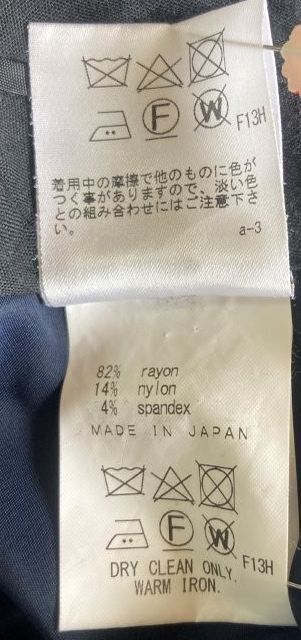 F
W
F13H
着用中の摩擦で他のものに色が
つく事がありますので、淡い色
との組み合わせにはご注意下さ
い。
a-3
82% rayon
14% nylon
4% spandex
MADE IN JAPAN
F
W
F13H
DRY CLEAN ONLY.
WARM IRON.